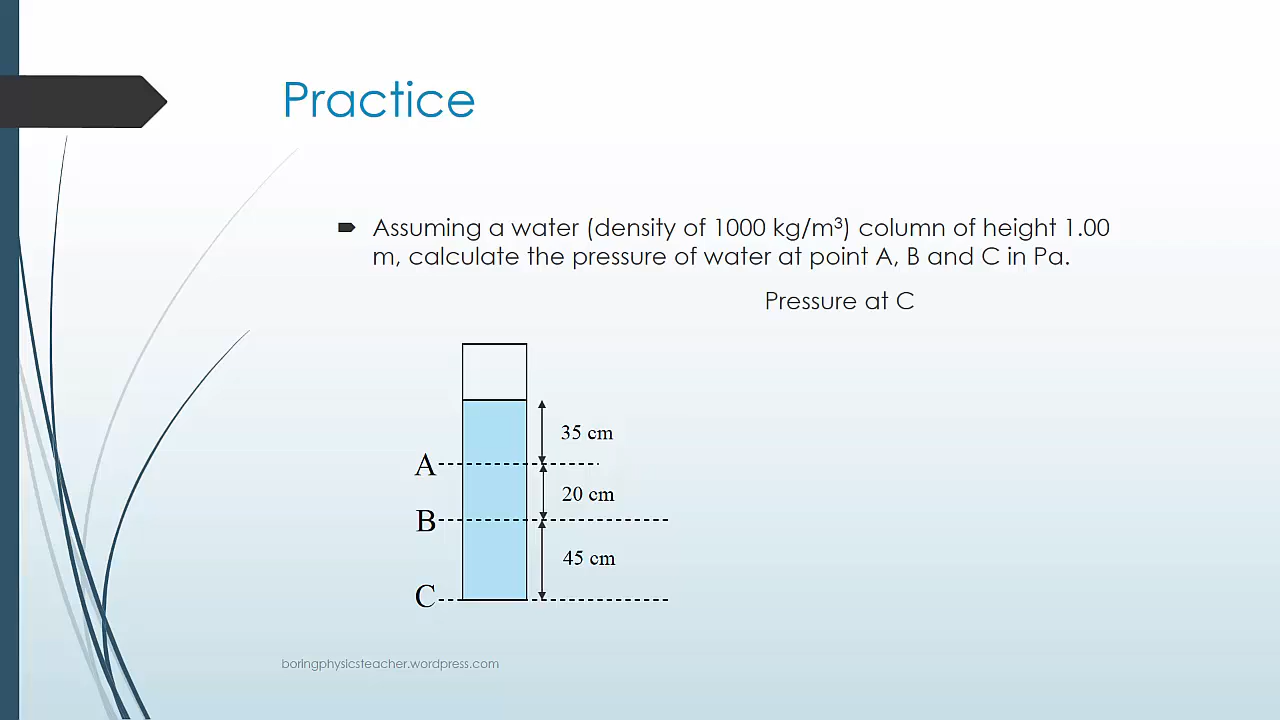 Practice
Assuming a water (density of 1000 kg/m³) column of height 1.00
m, calculate the pressure of water at point A, B and C in Pa.
Pressure at C
35 cm
A
20 cm
B
45 cm
C
boringphysicsteacher.wordpress.com